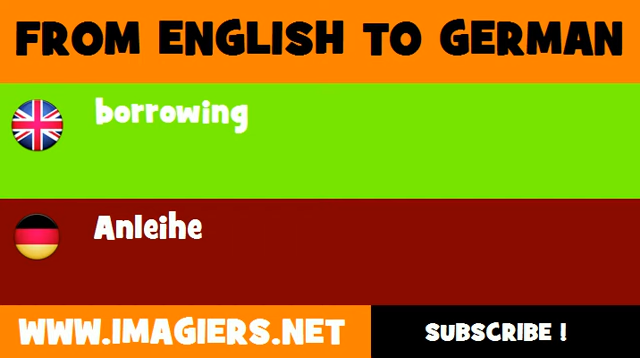 FROM ENGLISH TO GERMAN
borrowing
Anleihe
WWW.IMAGIERS.NET
SUBSCRIBE !